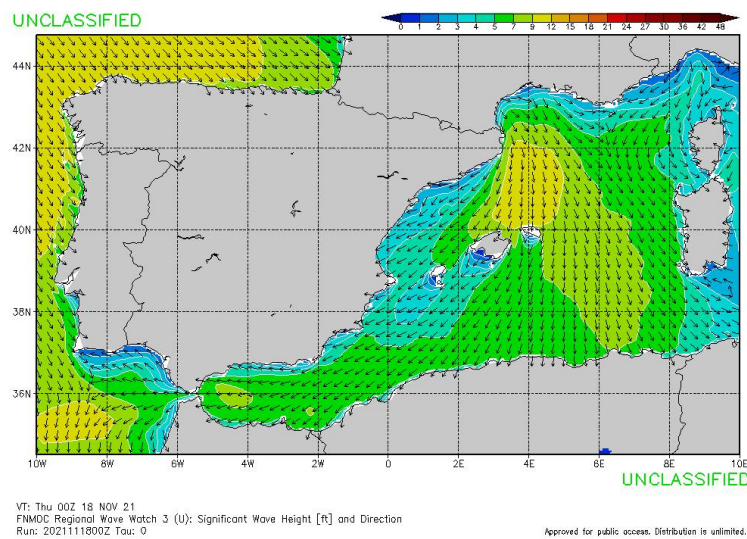 UNCLASSIFIED
0 1 2 3 4 5 6 7 9 12 15 18 21 24 27 30 36 42 48
44N
42N
40N
38N
36N
10W 8W 6W 4W 2W 0 2E 4E 6E 8E 10E
UNCLASSIFIED
VT: Thu 00Z 18 NOV 21
FNMOC Regional Wave Watch 3 (U): Significant Wave Height [ft] and Direction
Run: 2021111800Z Tau: 0
Approved for public access. Distribution is unlimited.